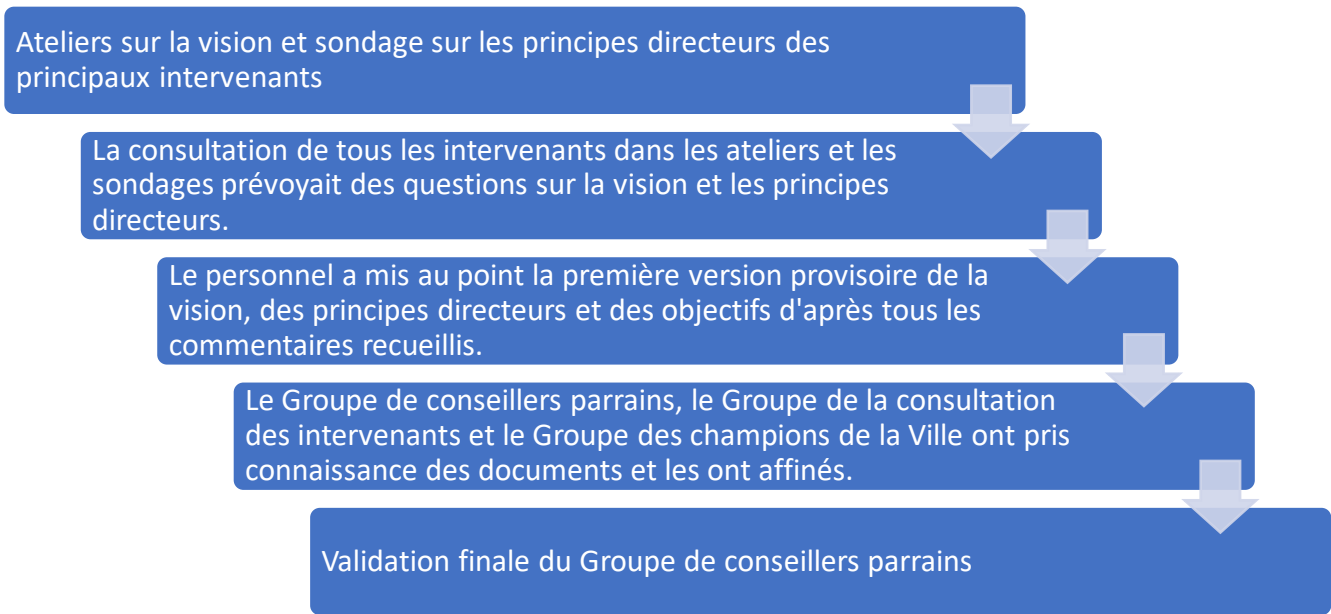 Ateliers sur la vision et sondage sur les principes directeurs des
principaux intervenants
La consultation de tous les intervenants dans les ateliers et les
sondages prévoyait des questions sur la vision et les principes
directeurs.
Le personnel a mis au point la première version provisoire de la
vision, des principes directeurs et des objectifs d'après tous les
commentaires recueillis.
Le Groupe de conseillers parrains, le Groupe de la consultation
des intervenants et le Groupe des champions de la Ville ont pris
connaissance des documents et les ont affinés.
Validation finale du Groupe de conseillers parrains